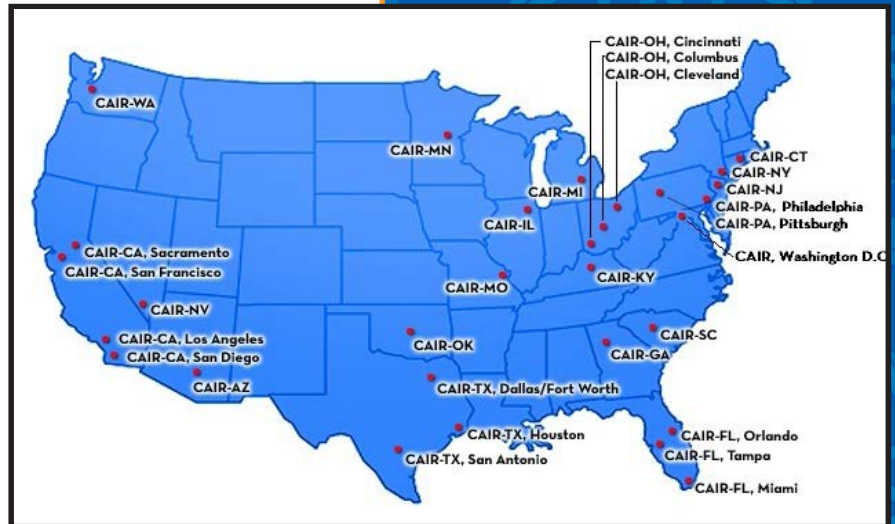 CAIR-OH, Cincinnati
CAIR-OH, Columbus
CAIR-OH, Cleveland
CAIR-WA
CAIR-MN
CAIR-MI
CAIR-IL
CAIR-CT
CAIR-NY
CAIR-NJ
CAIR-PA, Philadelphia
CAIR-PA, Pittsburgh
CAIR, Washington D.C
CAIR-CA, Sacramento
CAIR-CA, San Francisco
CAIR-NV
CAIR-MO
CAIR-KY
CAIR-CA, Los Angeles
CAIR-CA, San Diego
CAIR-AZ
CAIR-OK
CAIR-SC
CAIR-GA
CAIR-TX, Dallas/Fort Worth
CAIR-TX, Houston
CAIR-TX, San Antonio
CAIR-FL, Orlando
CAIR-FL, Tampa
CAIR-FL, Miami